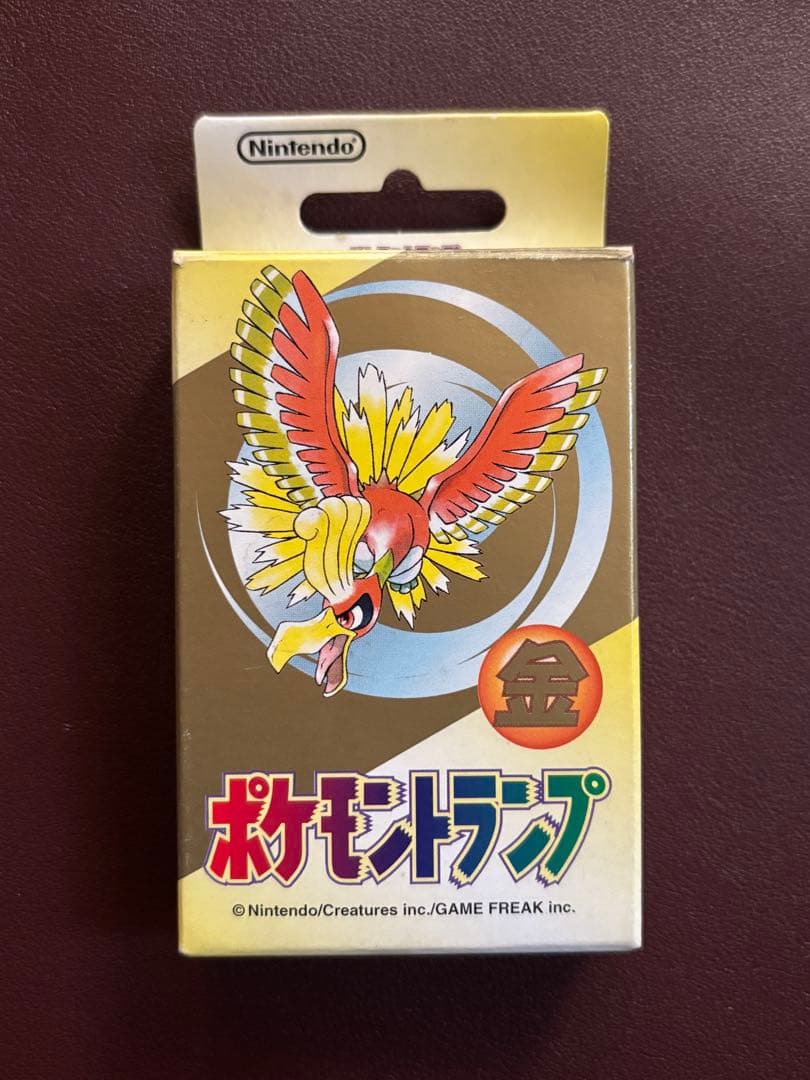 Nintendo®
金
ポケモントランプ
©Nintendo/Creatures inc./GAME FREAK inc.